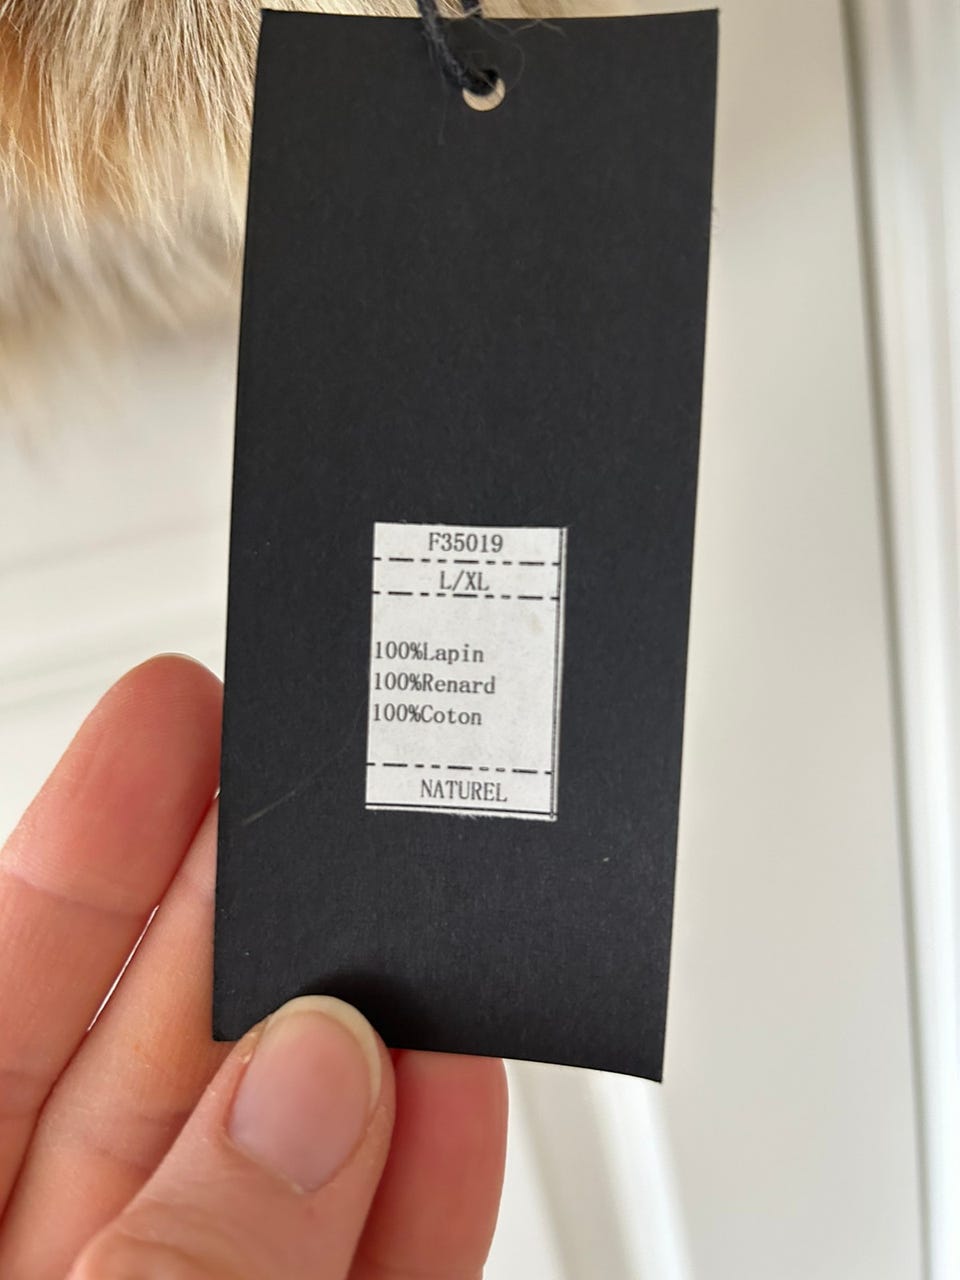 F35019
L/XL
100%Lapin
100%Renard
100%Coton
NATUREL